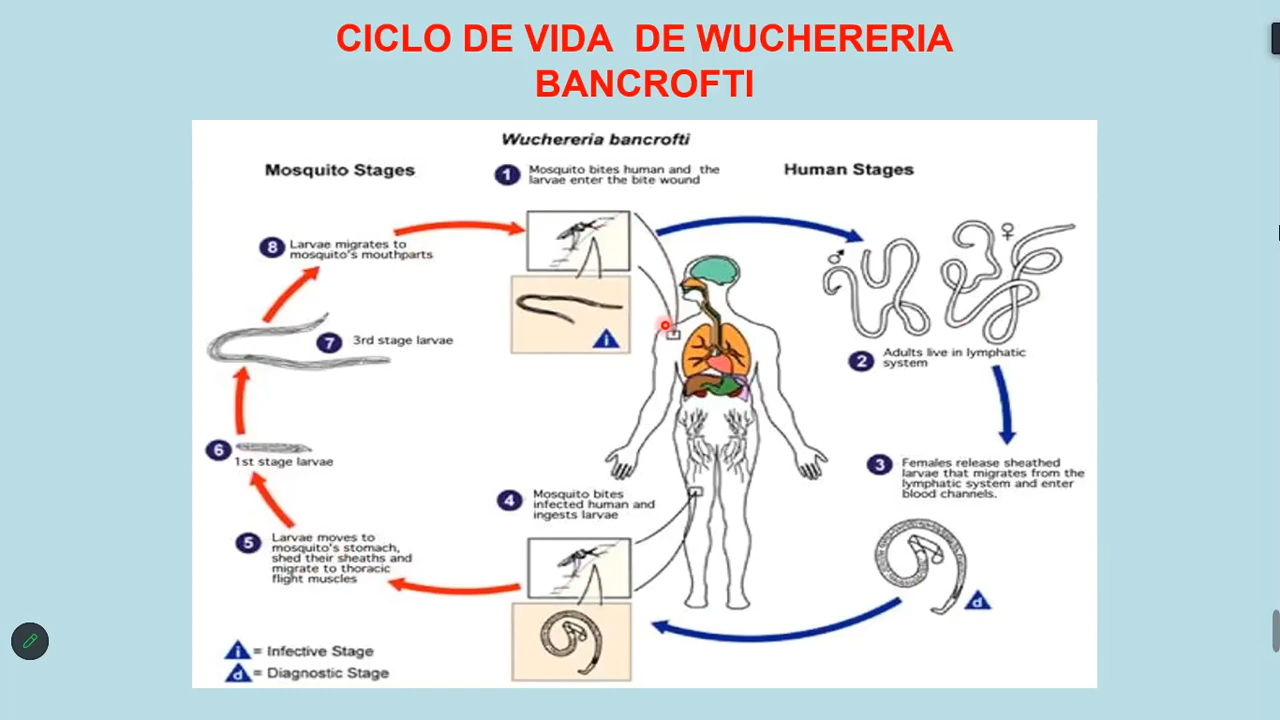 CICLO DE VIDA DE WUCHERERIA
BANCROFTI
Wuchereria bancrofti
Mosquito Stages
Human Stages
1
Mosquito bites human and the
larvae enter the bite wound
8
Larvae migrates to
mosquito's mouthparts
♂
♀
i
7
3rd stage larvae
2
Adults live in lymphatic
system
6
1st stage larvae
3
Females release sheathed
larvae that migrates from the
lymphatic system and enter
blood channels.
4
Mosquito bites
infected human and
ingests larvae
5
Larvae moves to
mosquito's stomach,
shed their sheaths and
migrate to thoracic
flight muscles
d
i = Infective Stage
d = Diagnostic Stage